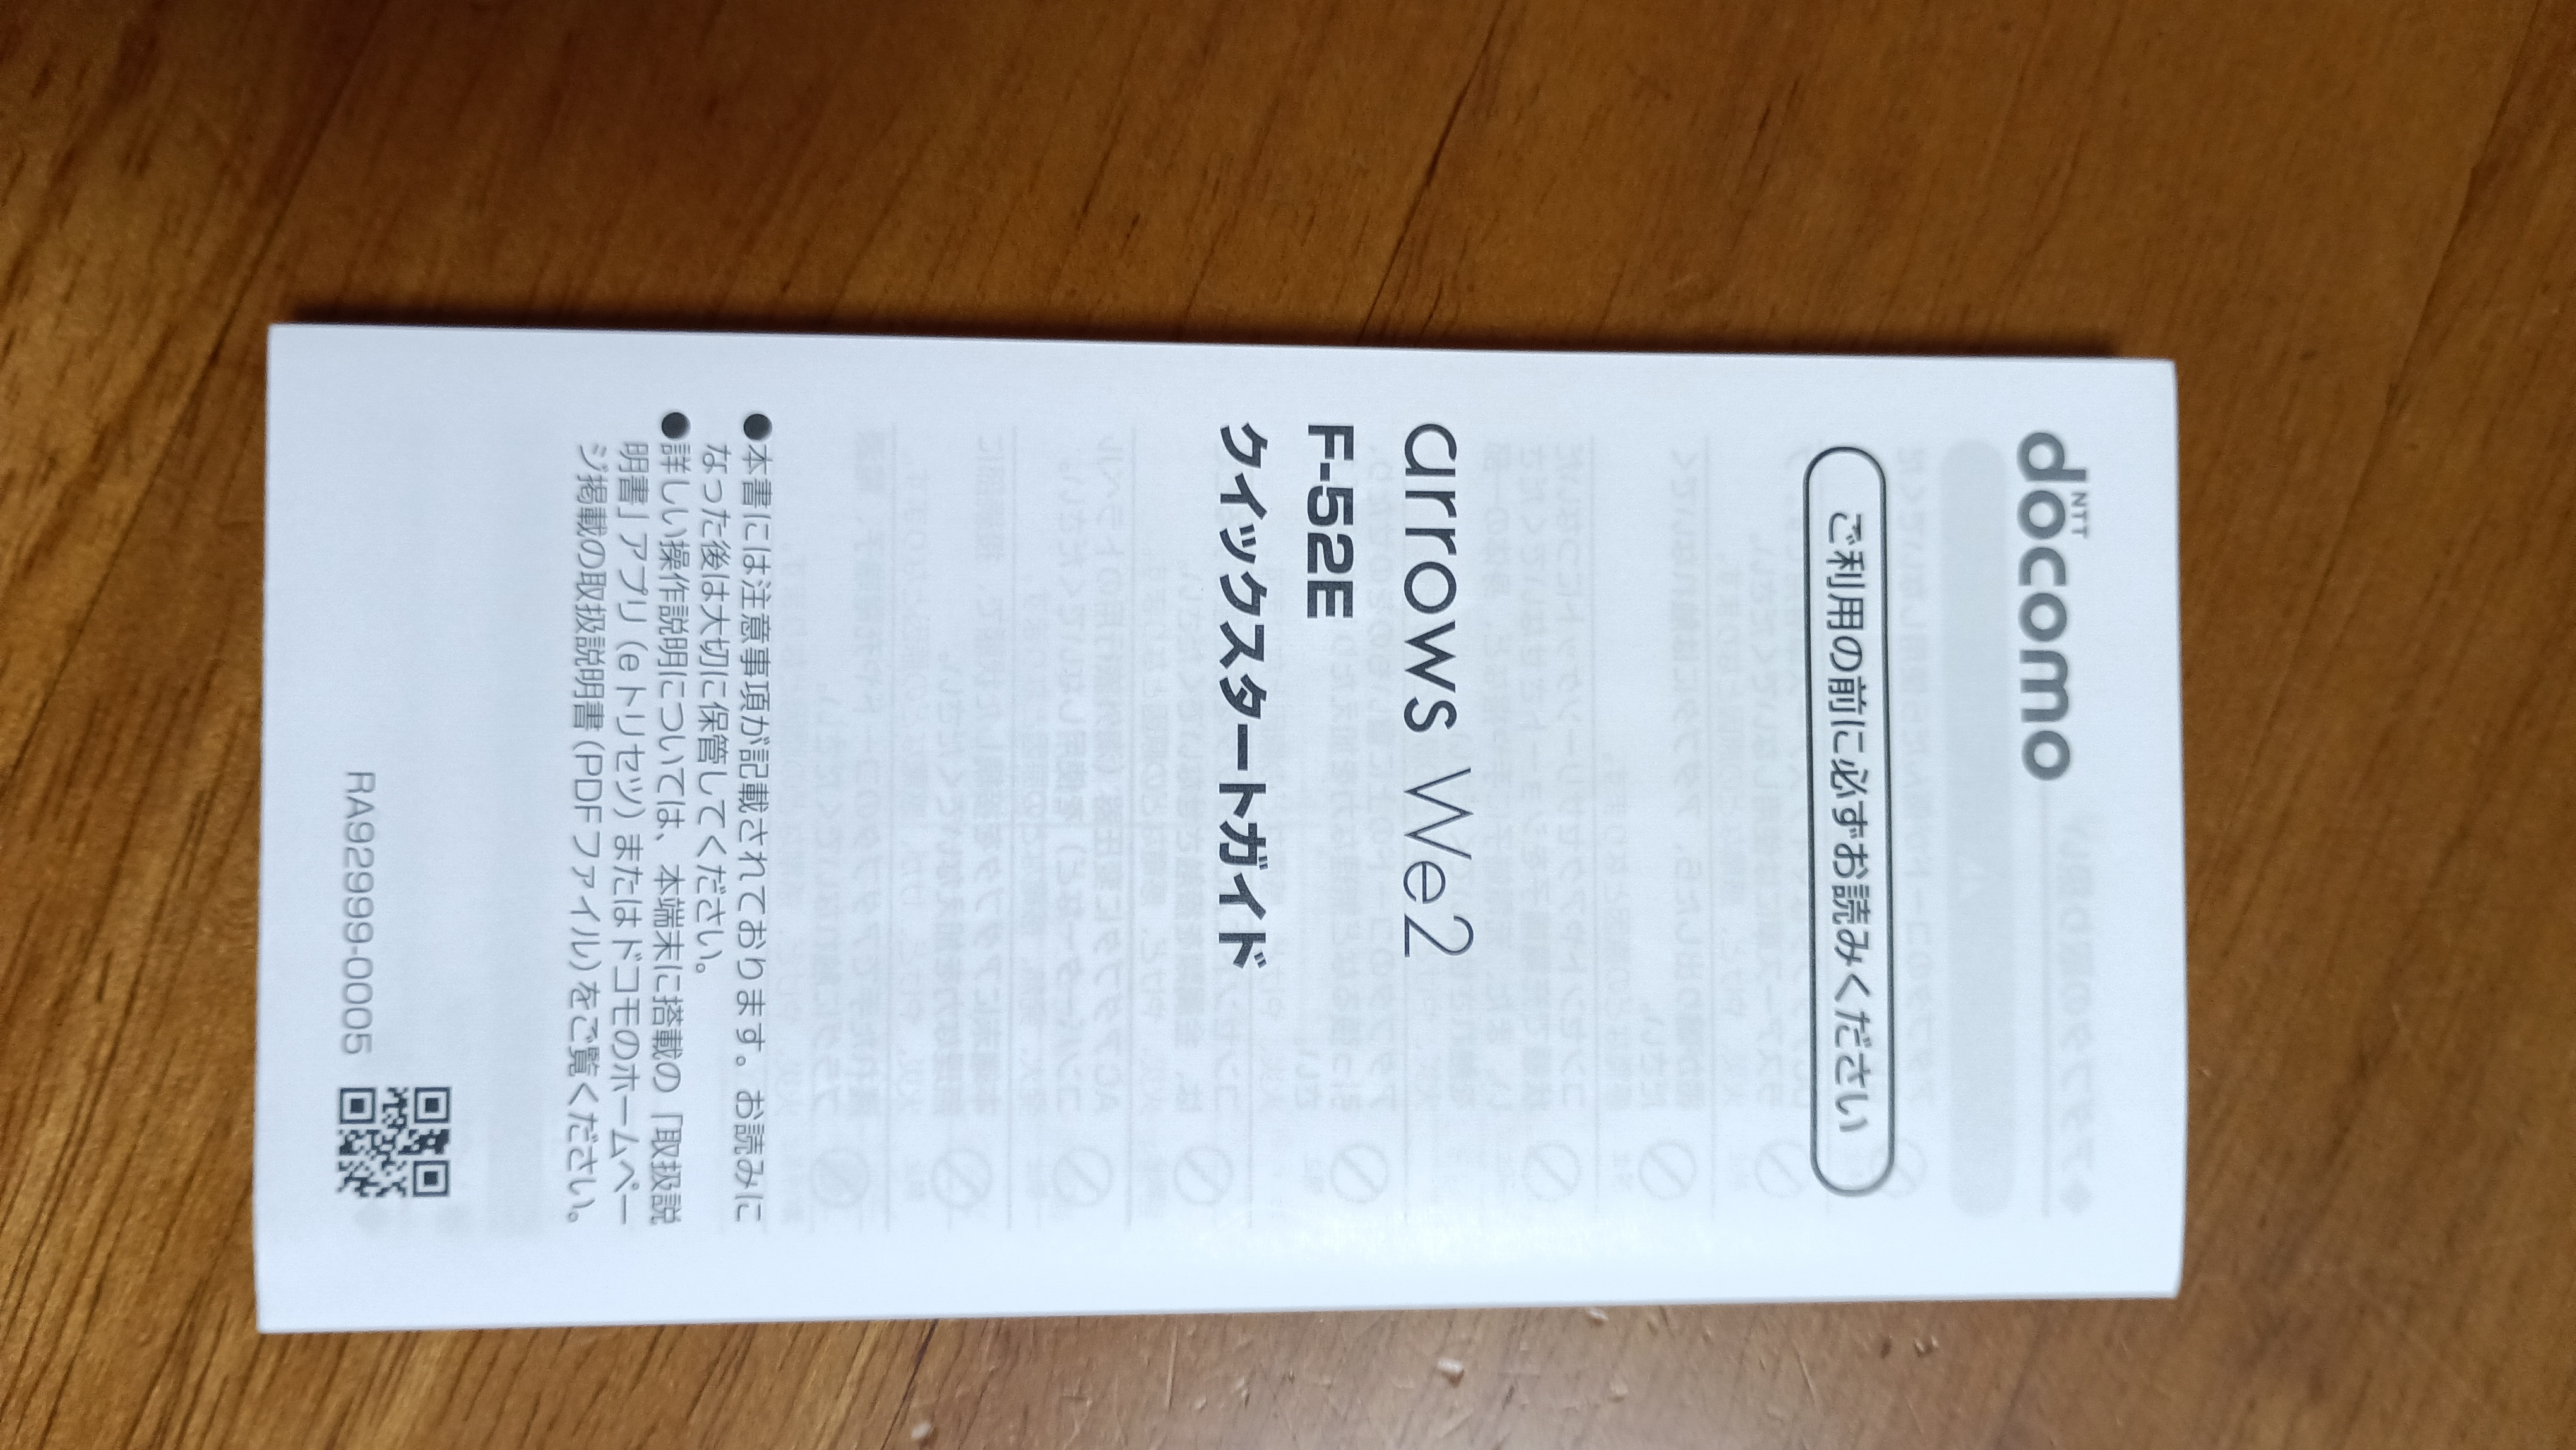 NTT
docomo
ご利用の前に必ずお読みください
arrows We2
F-52E
クイックスタートガイド
●本書には注意事項が記載されております。お読みに
なった後は大切に保管してください。
●詳しい操作説明については、本端末に搭載の「取扱説
明書」アプリ(eトリセツ)またはドコモのホームペー
ジ掲載の取扱説明書(PDFファイル)をご覧ください。
RA92999-0005